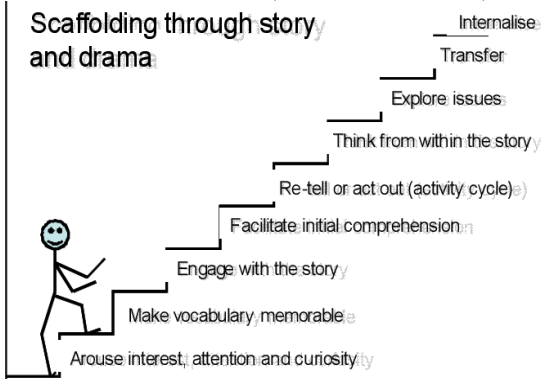 Scaffolding through story
and drama
Internalise
Transfer
Explore issues
Think from within the story
Re-tell or act out (activity cycle)
Facilitate initial comprehension
Engage with the story
Make vocabulary memorable
Arouse interest, attention and curiosity